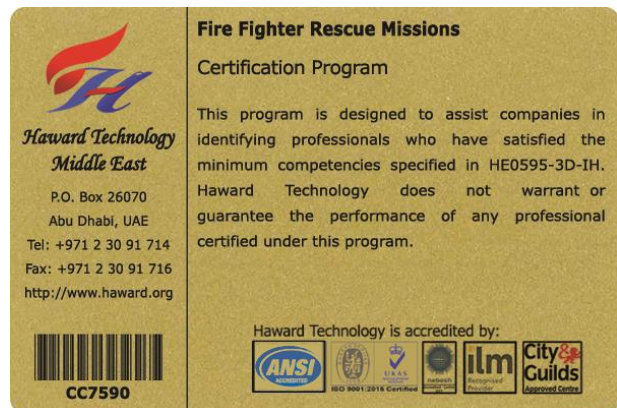 Fire Fighter Rescue Missions
Certification Program
This program is designed to assist companies in
identifying professionals who have satisfied the
minimum competencies specified in HE0595-3D-IH.
Haward Technology does not warrant or
guarantee the performance of any professional
certified under this program.
H
Haward Technology
Middle East
P.O. Box 26070
Abu Dhabi, UAE
Tel: +971 2 30 91 714
Fax: +971 2 30 91 716
http://www.haward.org
CC7590
Haward Technology is accredited by:
ANSI
ACCREDITED
ISO 9001:2015 Certified
UKAS
nebosh
ilm
Recognised
Provider
City&
Guilds
Approved Centre